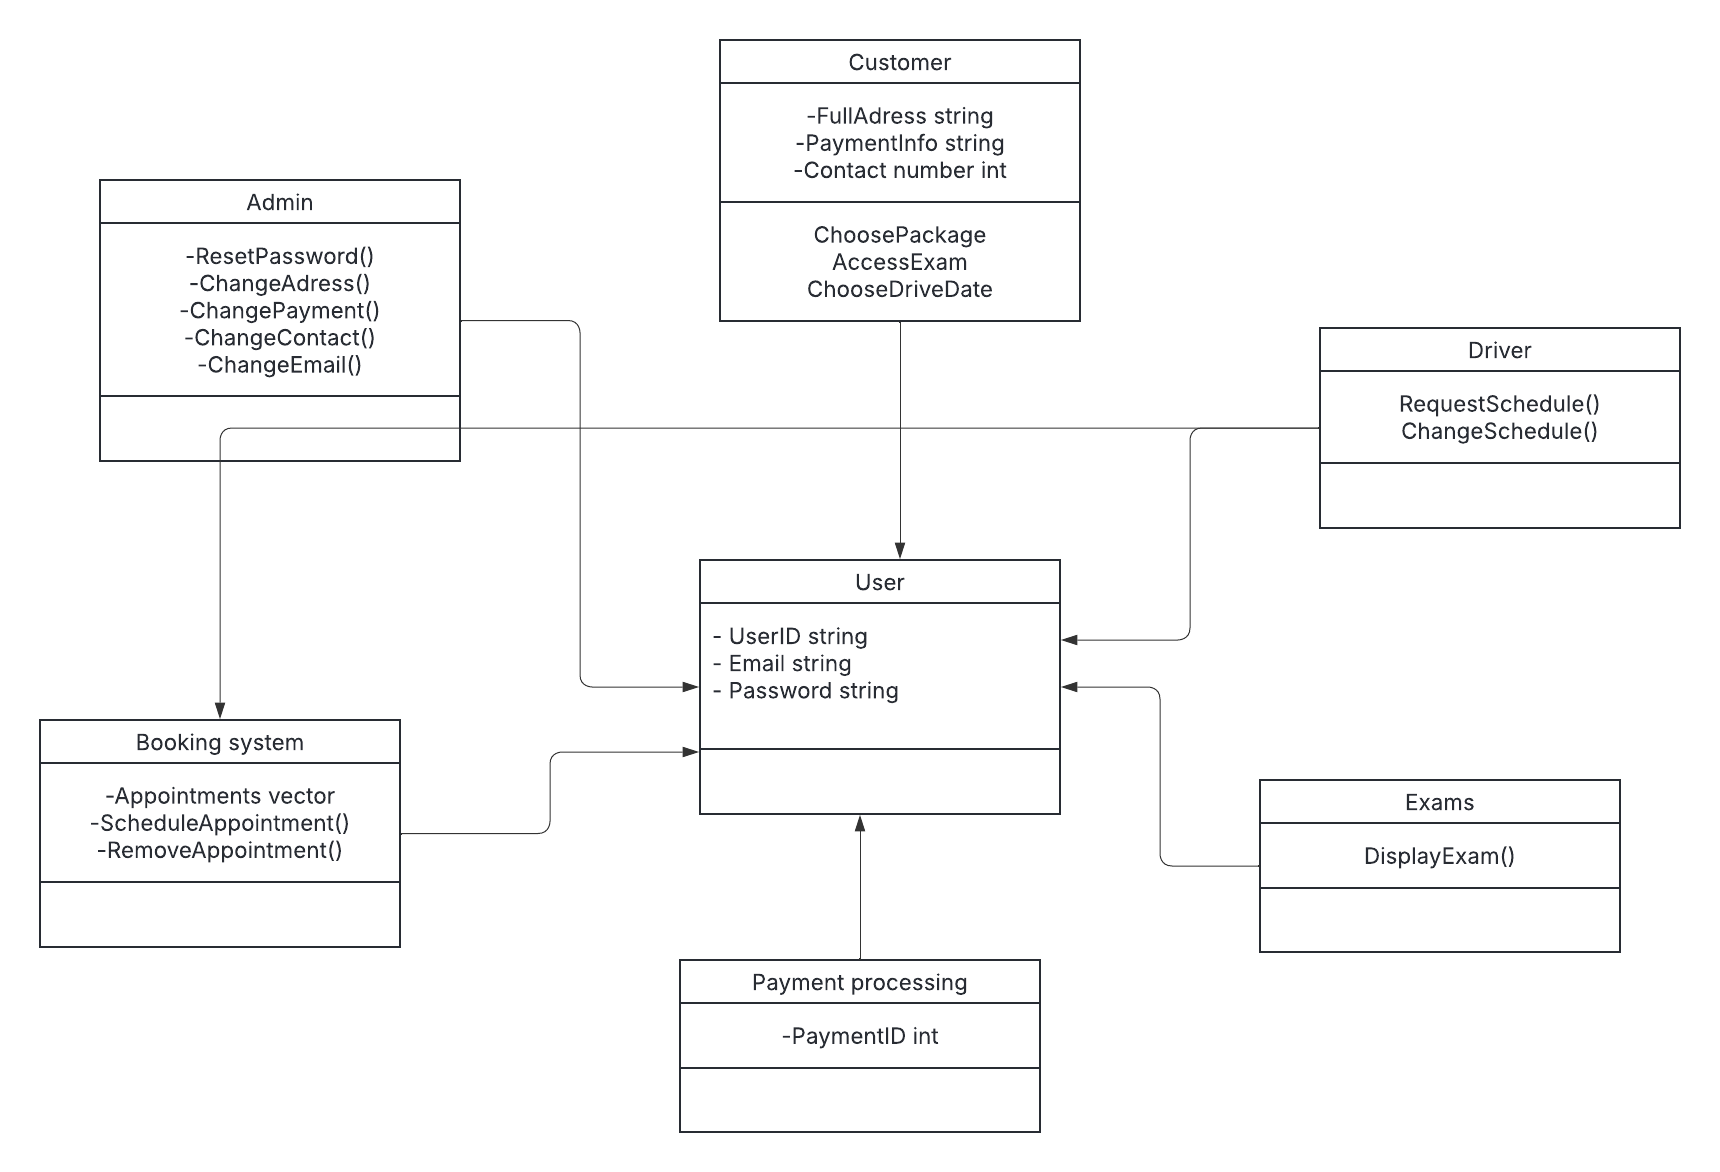 Customer
-FullAdress string
-PaymentInfo string
-Contact number int
ChoosePackage
AccessExam
ChooseDriveDate
Admin
-ResetPassword()
-ChangeAdress()
-ChangePayment()
-ChangeContact()
-ChangeEmail()
Driver
RequestSchedule()
ChangeSchedule()
User
- UserID string
- Email string
- Password string
Booking system
-Appointments vector
-ScheduleAppointment()
-RemoveAppointment()
Exams
DisplayExam()
Payment processing
-PaymentID int